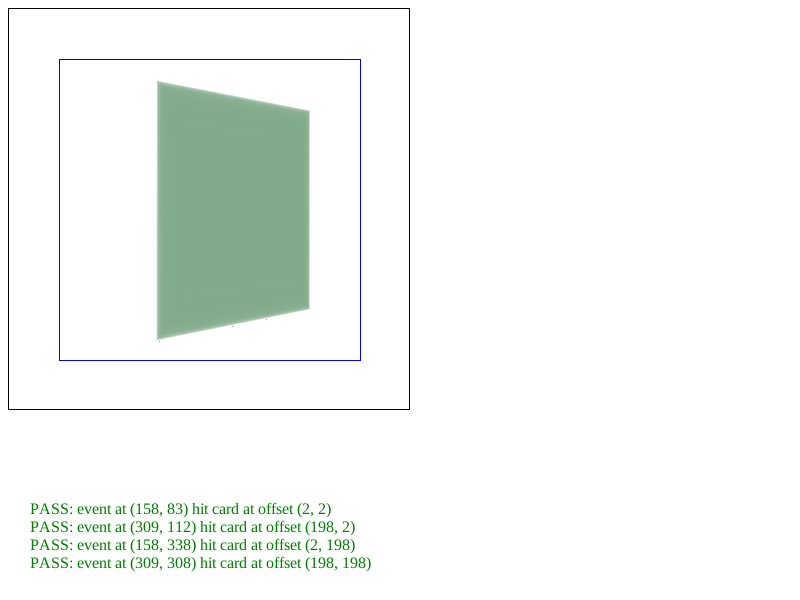 PASS: event at (158, 83) hit card at offset (2, 2)
PASS: event at (309, 112) hit card at offset (198, 2)
PASS: event at (158, 338) hit card at offset (2, 198)
PASS: event at (309, 308) hit card at offset (198, 198)